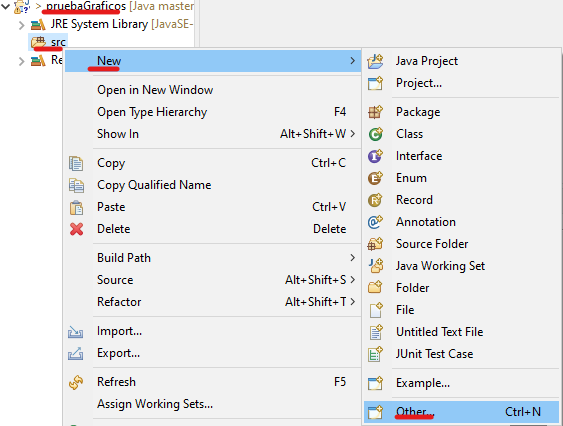 > pruebaGraficos [Java master
JRE System Library [JavaSE-
src
Re
New
Open in New Window
Open Type Hierarchy F4
Show In Alt+Shift+W
Copy Ctrl+C
Copy Qualified Name
Paste Ctrl+V
Delete Delete
Build Path
Source Alt+Shift+S
Refactor Alt+Shift+T
Import...
Export...
Refresh F5
Assign Working Sets...
Java Project
Project...
Package
Class
Interface
Enum
Record
Annotation
Source Folder
Java Working Set
Folder
File
Untitled Text File
JUnit Test Case
Example...
Other... Ctrl+N